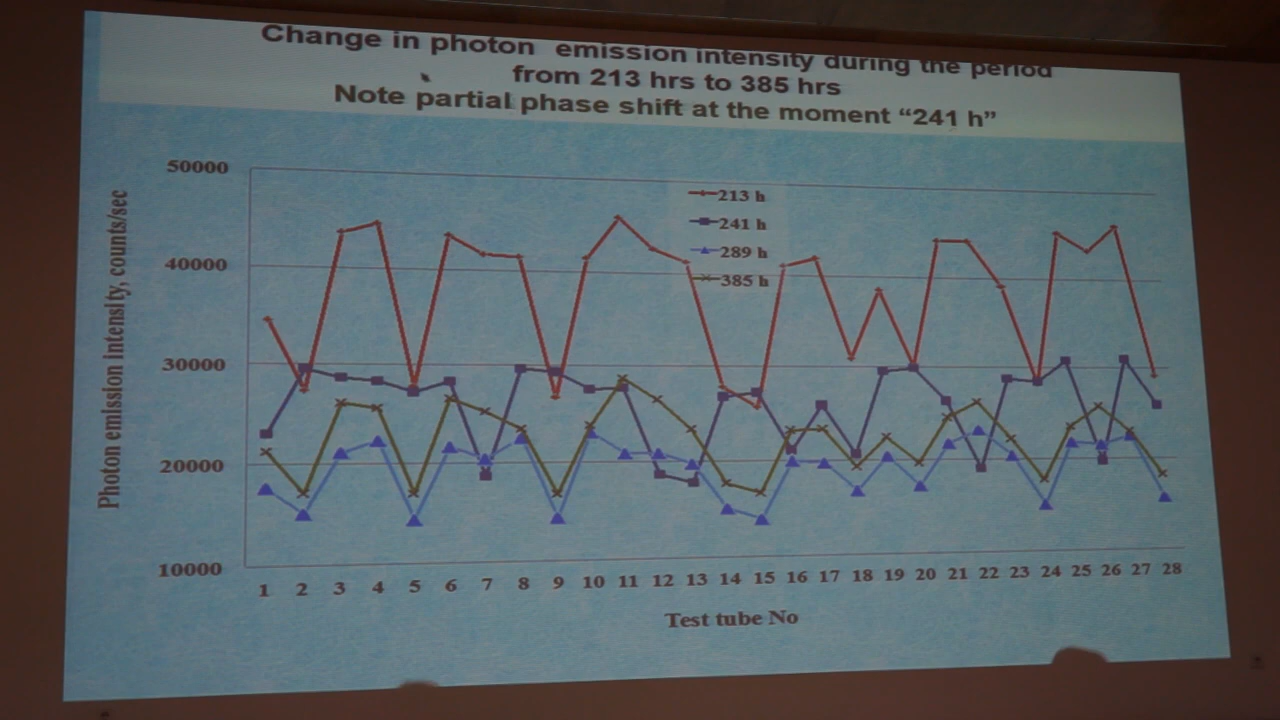 Change in photon emission intensity during the period
from 213 hrs to 385 hrs
Note partial phase shift at the moment “241 h”
50000
40000
30000
20000
10000
Photon emission intensity, counts/sec
213 h
241 h
289 h
385 h
1 2 3 4 5 6 7 8 9 10 11 12 13 14 15 16 17 18 19 20 21 22 23 24 25 26 27 28
Test tube No